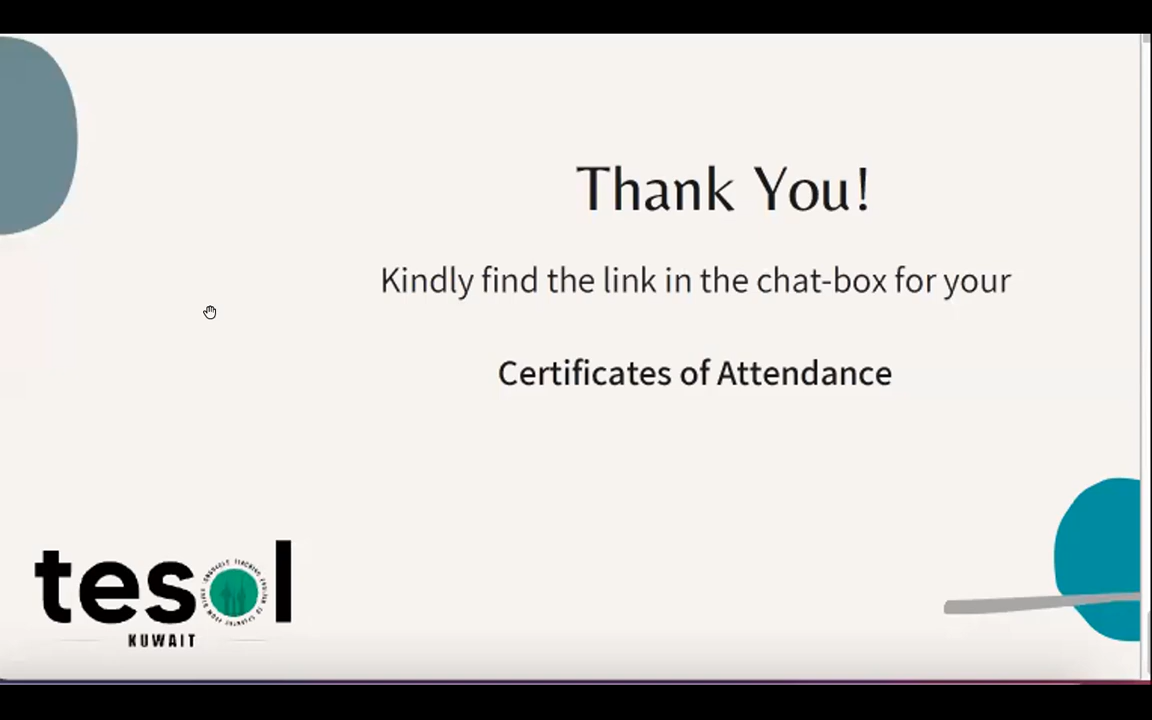 Thank You!
Kindly find the link in the chat-box for your
Certificates of Attendance
tesol
KUWAIT